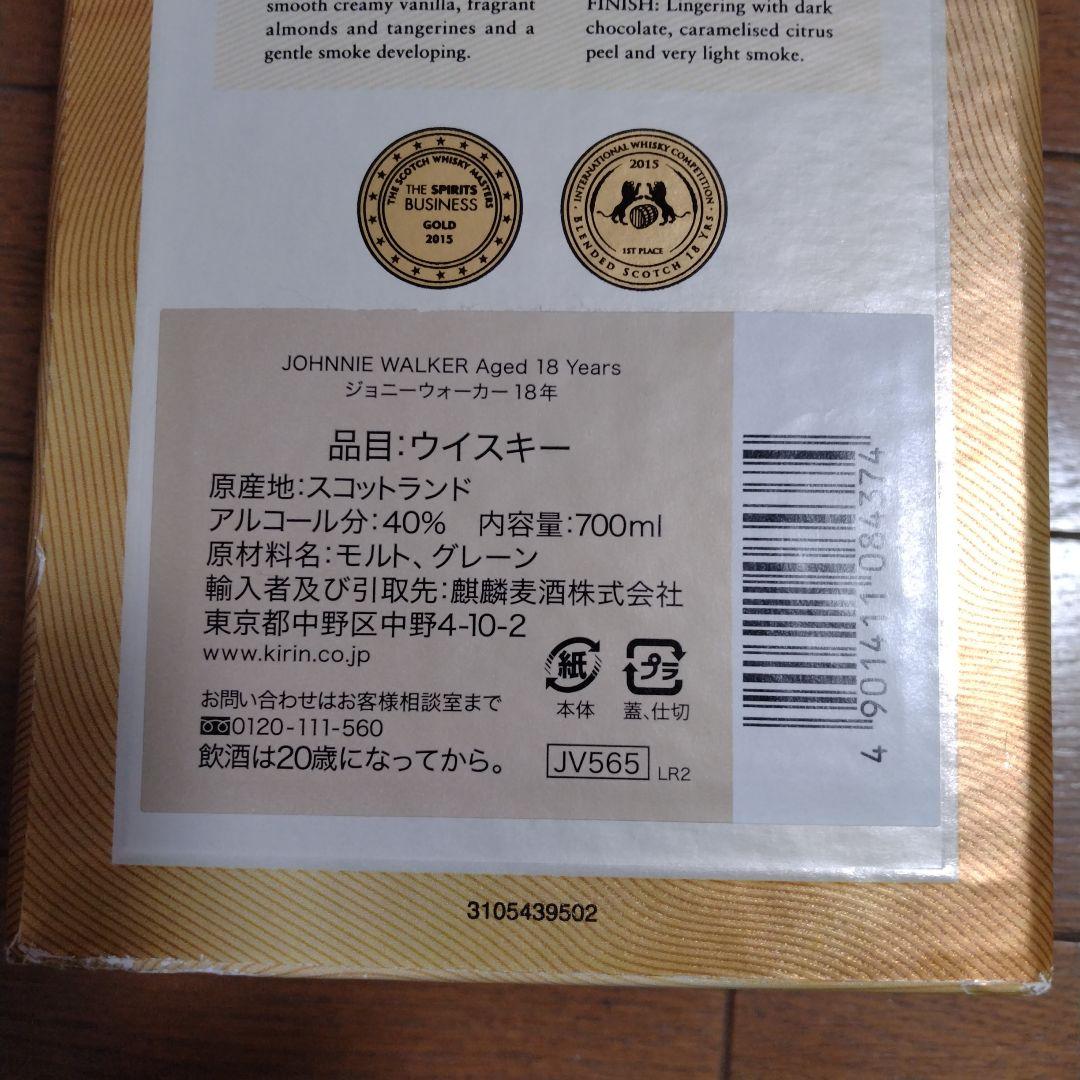 smooth creamy vanilla, fragrant
almonds and tangerines and a
gentle smoke developing.
FINISH: Lingering with dark
chocolate, caramelised citrus
peel and very light smoke.
THE SCOTCH WHISKY MASTERS
THE SPIRITS
BUSINESS
GOLD
2015
INTERNATIONAL WHISKY COMPETITION
2015
1ST PLACE
BLENDED SCOTCH 18 YRS
JOHNNIE WALKER Aged 18 Years
ジョニーウォーカー18年
品目:ウイスキー
原産地:スコットランド
アルコール分:40% 内容量:700ml
原材料名:モルト、グレーン
輸入者及び引取先:麒麟麦酒株式会社
東京都中野区中野4-10-2
www.kirin.co.jp
紙
本体
プラ
蓋、仕切
お問い合わせはお客様相談室まで
0120-111-560
飲酒は20歳になってから。
JV565 LR2
4 901411 084374
3105439502